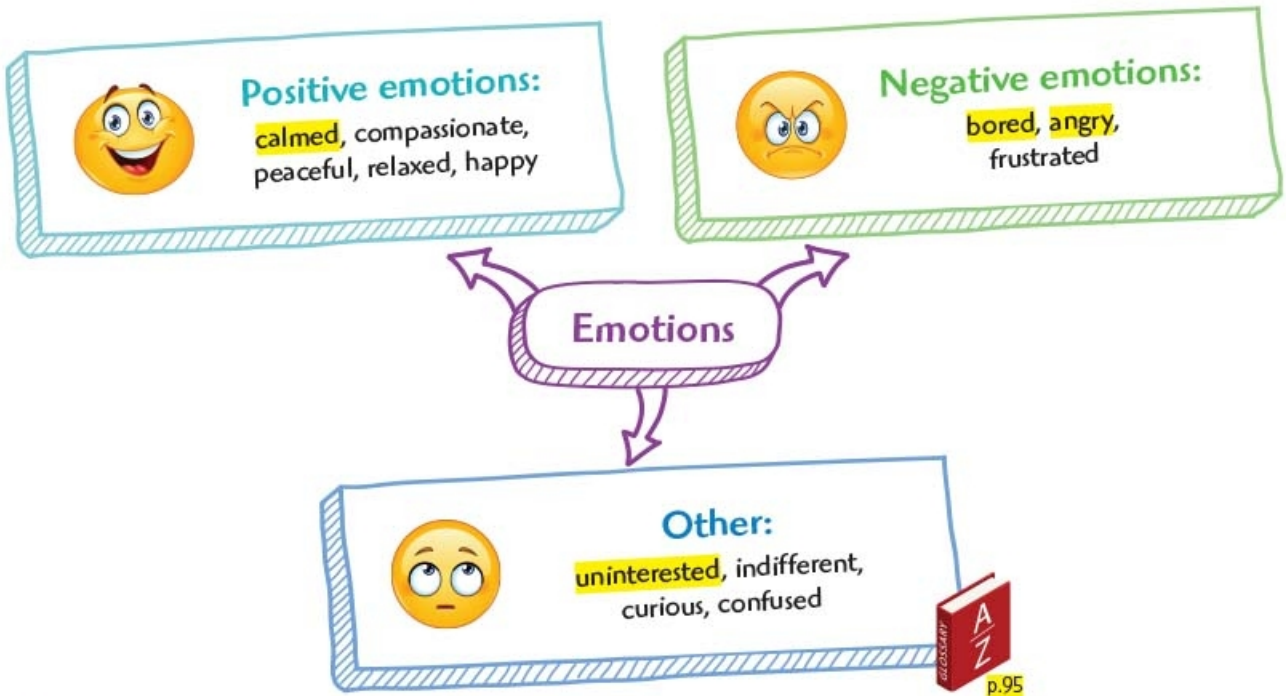 Positive emotions:
calmed, compassionate,
peaceful, relaxed, happy
Negative emotions:
bored, angry,
frustrated
Emotions
Other:
uninterested, indifferent,
curious, confused
GLOSSARY
A
Z
p.95